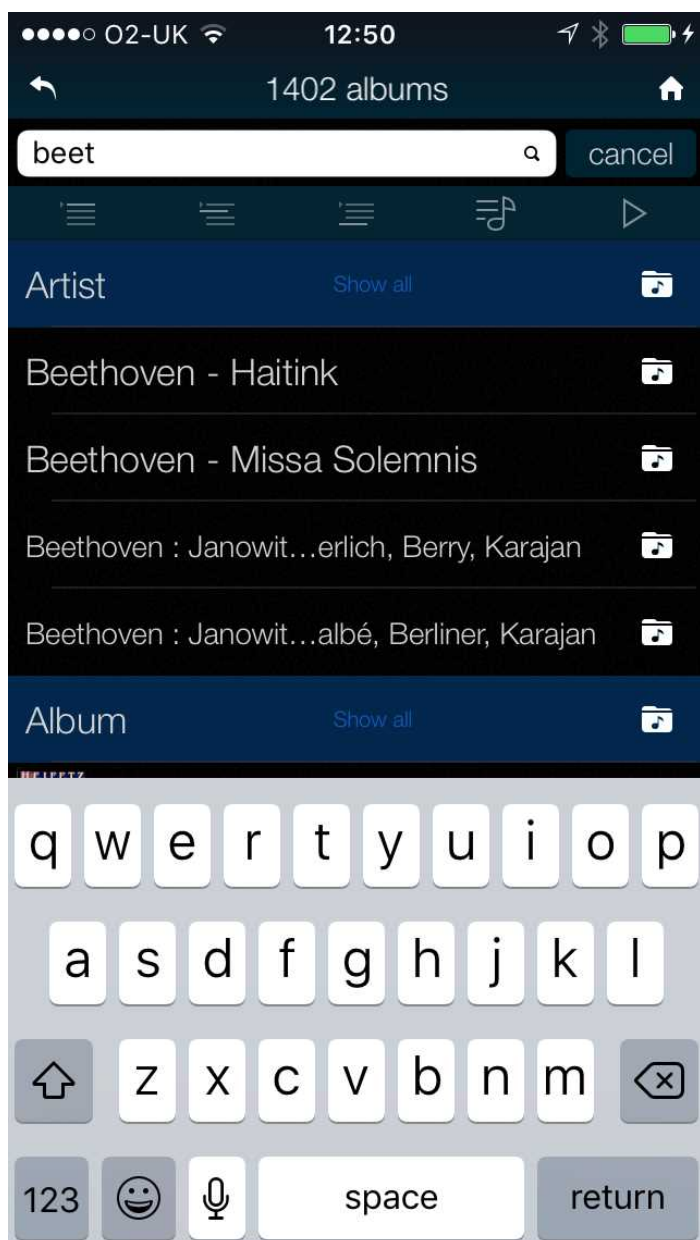 ●●●●○ O2-UK 12:50
1402 albums
beet cancel
Artist Show all
Beethoven - Haitink
Beethoven - Missa Solemnis
Beethoven : Janowit...erlich, Berry, Karajan
Beethoven : Janowit...albé, Berliner, Karajan
Album Show all
HEIFETZ
q w e r t y u i o p
a s d f g h j k l
z x c v b n m
123 space return